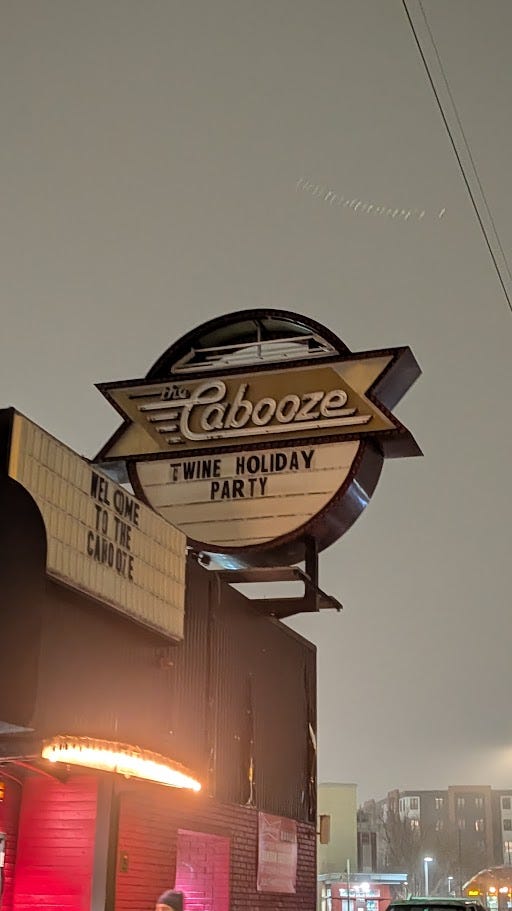 the
Cabooze
TWINE HOLIDAY
PARTY
WELCOME
TO THE
CABOOZE